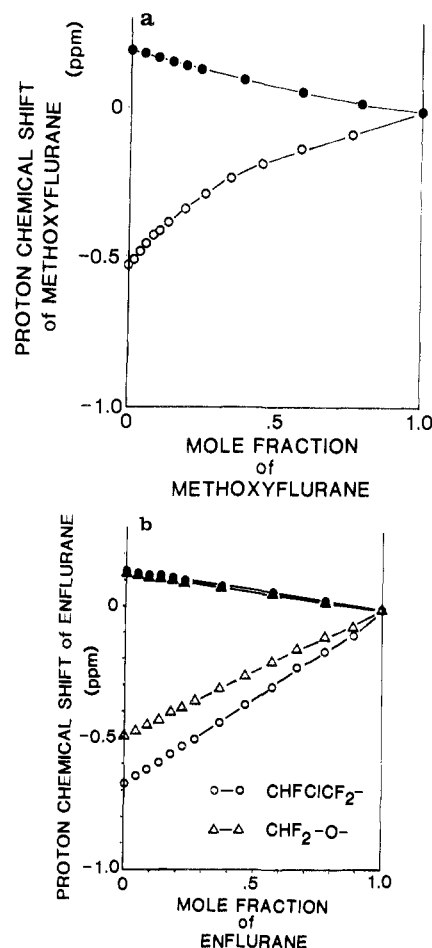 a
PROTON CHEMICAL SHIFT
of METHOXYFLURANE
(ppm)
0
−0.5
−1.0
0
.5
1.0
MOLE FRACTION
of
METHOXYFLURANE
b
PROTON CHEMICAL SHIFT of ENFLURANE
(ppm)
0
−0.5
−1.0
○−○ CHFClCF₂−
△−△ CHF₂−O−
0
.5
1.0
MOLE FRACTION
of
ENFLURANE